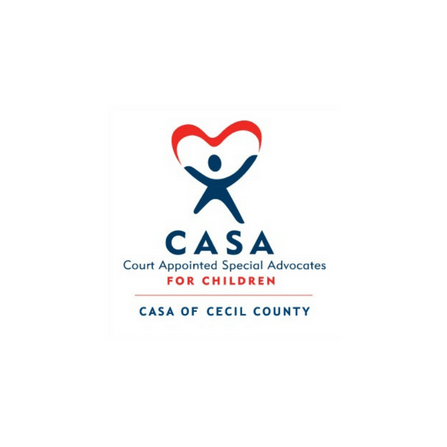 CASA
Court Appointed Special Advocates
FOR CHILDREN
CASA OF CECIL COUNTY